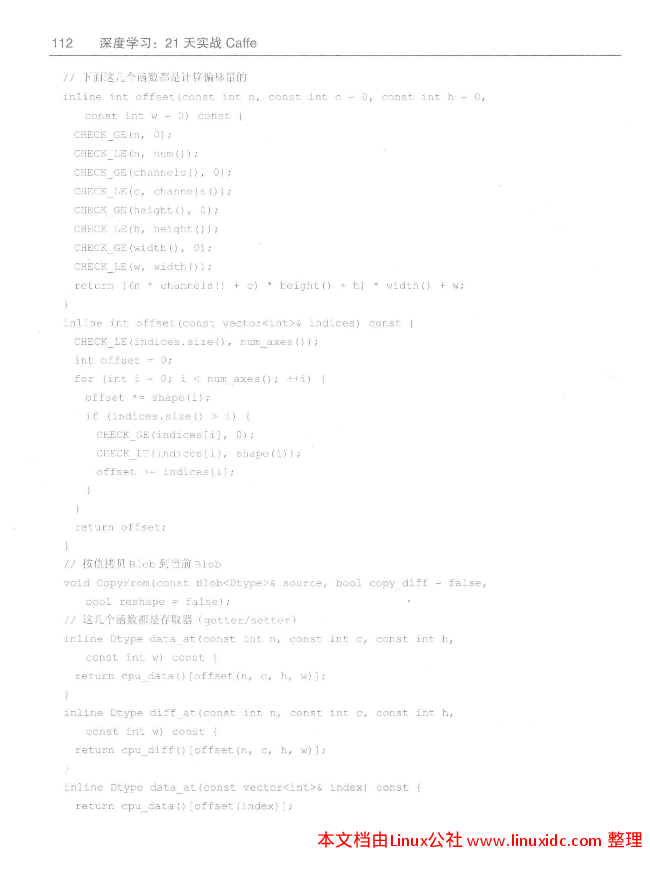 112 深度学习：21 天实战 Caffe
// 下面这几个函数都是计算偏移量的
inline int offset(const int n, const int c = 0, const int h = 0,
const int w = 0) const {
CHECK_GE(n, 0);
CHECK_LE(n, num());
CHECK_GE(channels(), 0);
CHECK_LE(c, channels());
CHECK_GE(height(), 0);
CHECK_LE(h, height());
CHECK_GE(width(), 0);
CHECK_LE(w, width());
return ((n * channels() + c) * height() + h) * width() + w;
}
inline int offset(const vector<int>& indices) const {
CHECK_LE(indices.size(), num_axes());
int offset = 0;
for (int i = 0; i < num_axes(); ++i) {
offset *= shape(i);
if (indices.size() > i) {
CHECK_GE(indices[i], 0);
CHECK_LT(indices[i], shape(i));
offset += indices[i];
}
}
return offset;
}
// 按值拷贝 Blob 到当前 Blob
void CopyFrom(const Blob<Dtype>& source, bool copy_diff = false,
bool reshape = false);
// 这几个函数都是存取器（getter/setter）
inline Dtype data_at(const int n, const int c, const int h,
const int w) const {
return cpu_data()[offset(n, c, h, w)];
}
inline Dtype diff_at(const int n, const int c, const int h,
const int w) const {
return cpu_diff()[offset(n, c, h, w)];
}
inline Dtype data_at(const vector<int>& index) const {
return cpu_data()[offset(index)];
本文档由Linux公社 www.linuxidc.com 整理